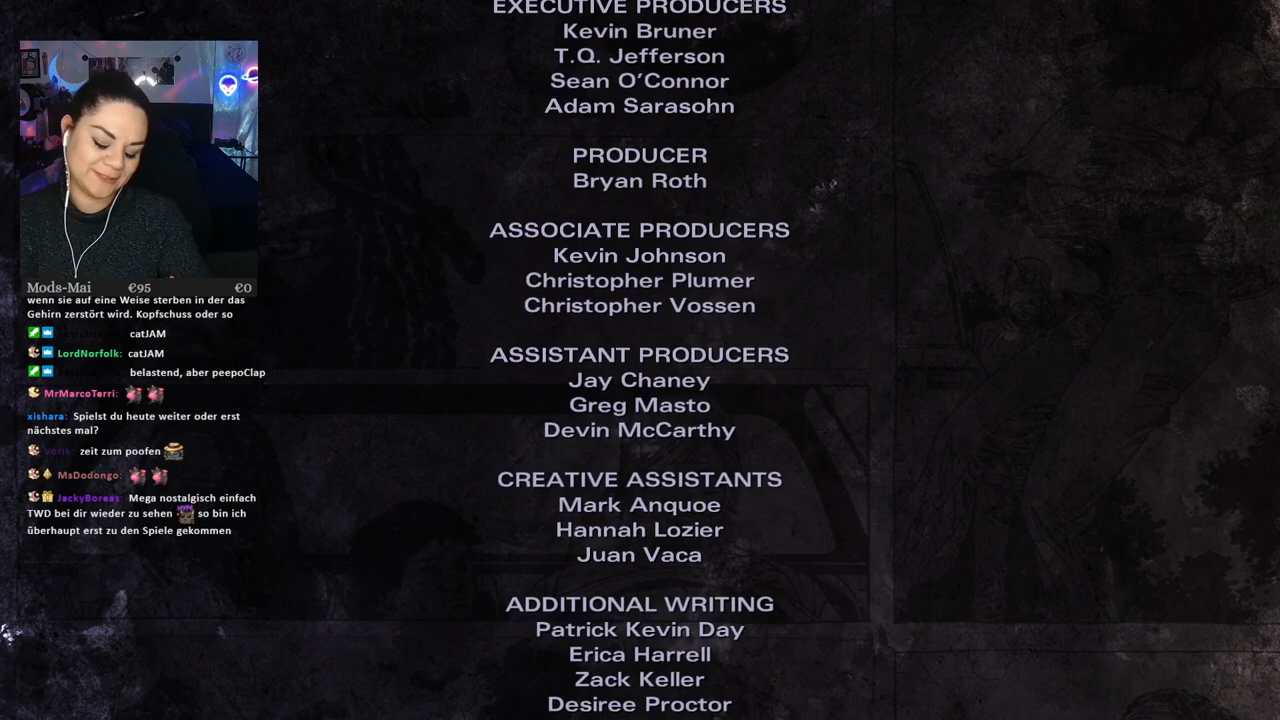 EXECUTIVE PRODUCERS
Kevin Bruner
T.Q. Jefferson
Sean O'Connor
Adam Sarasohn
PRODUCER
Bryan Roth
ASSOCIATE PRODUCERS
Kevin Johnson
Christopher Plumer
Christopher Vossen
ASSISTANT PRODUCERS
Jay Chaney
Greg Masto
Devin McCarthy
CREATIVE ASSISTANTS
Mark Anquoe
Hannah Lozier
Juan Vaca
ADDITIONAL WRITING
Patrick Kevin Day
Erica Harrell
Zack Keller
Desiree Proctor
Mods-Mai €95 €0
wenn sie auf eine Weise sterben in der das
Gehirn zerstört wird. Kopfschuss oder so
catJAM
LordNorfolk: catJAM
belastend, aber peepoClap
MrMarcoTerri:
xishara: Spielst du heute weiter oder erst
nächstes mal?
Vorik: zeit zum poofen
MsDodongo:
JackyBoreas: Mega nostalgisch einfach
TWD bei dir wieder zu sehen so bin ich
überhaupt erst zu den Spiele gekommen